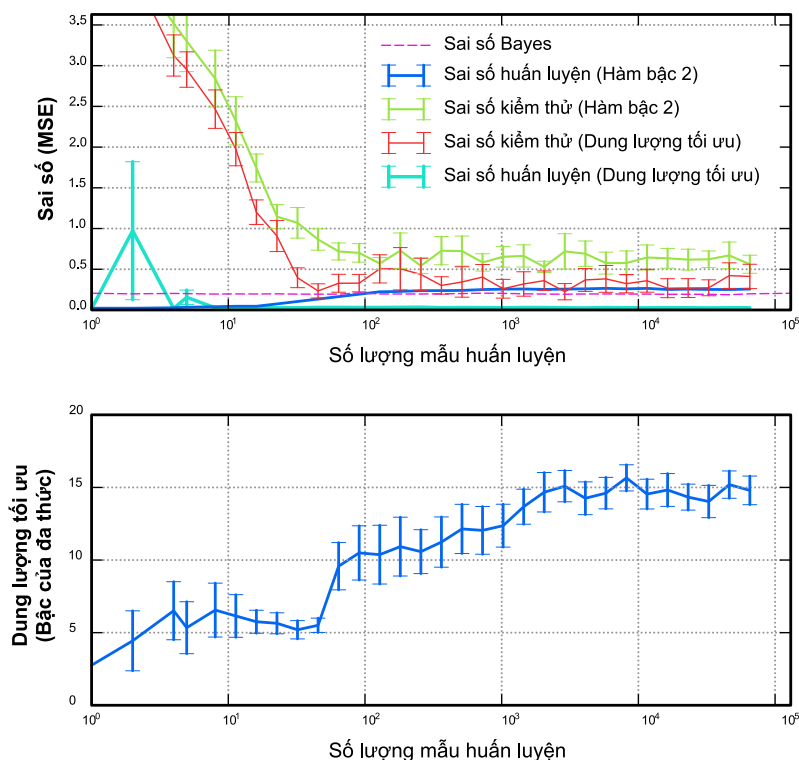 3.5
3.0
2.5
2.0
1.5
1.0
0.5
0.0
Sai số (MSE)
Sai số Bayes
Sai số huấn luyện (Hàm bậc 2)
Sai số kiểm thử (Hàm bậc 2)
Sai số kiểm thử (Dung lượng tối ưu)
Sai số huấn luyện (Dung lượng tối ưu)
10⁰ 10¹ 10² 10³ 10⁴ 10⁵
Số lượng mẫu huấn luyện
20
15
10
5
0
Dung lượng tối ưu
(Bậc của đa thức)
10⁰ 10¹ 10² 10³ 10⁴ 10⁵
Số lượng mẫu huấn luyện